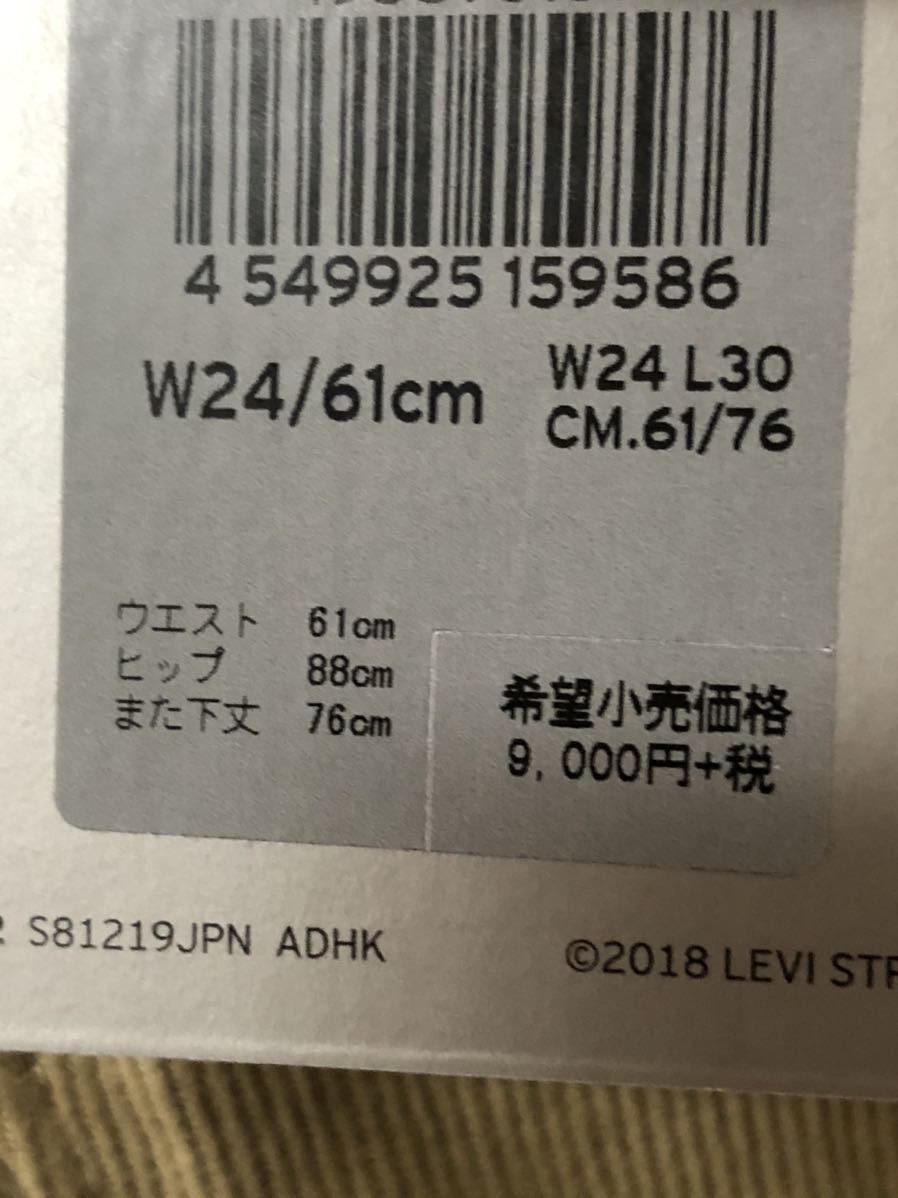 4 549925 159586
W24/61cm
W24 L30
CM.61/76
ウエスト 61cm
ヒップ 88cm
また下丈 76cm
希望小売価格
9,000円+税
S81219JPN ADHK
©2018 LEVI